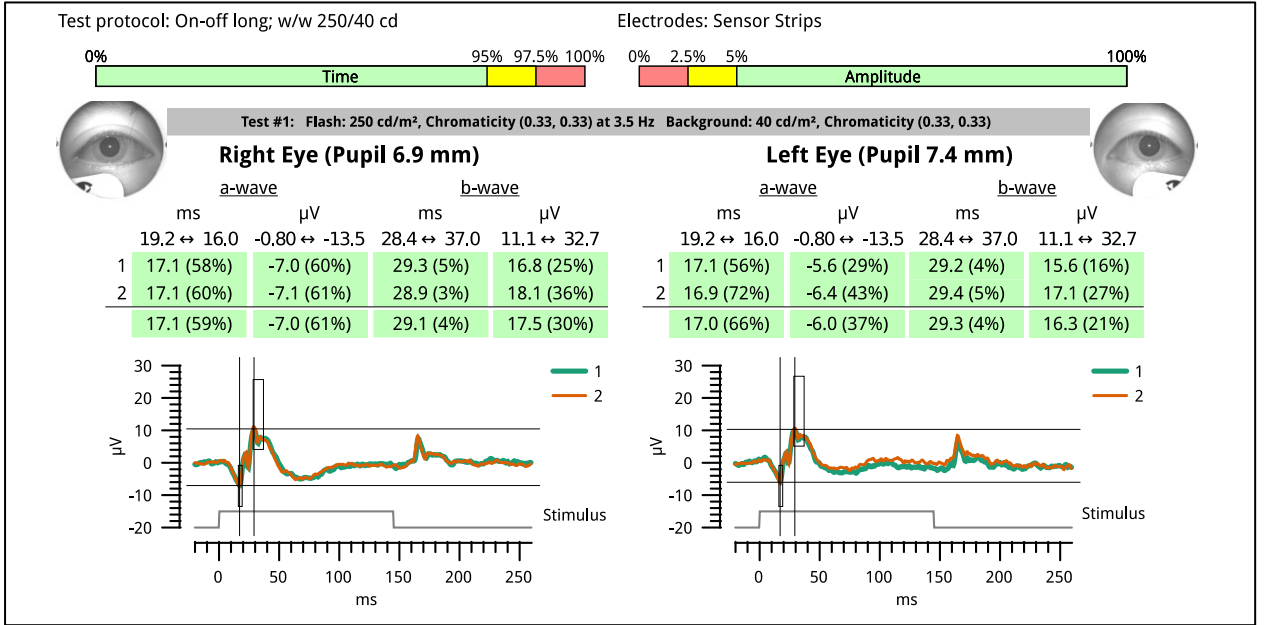 Test protocol: On-off long; w/w 250/40 cd Electrodes: Sensor Strips
0% 95% 97.5% 100% 0% 2.5% 5% 100%
Time Amplitude
Test #1: Flash: 250 cd/m², Chromaticity (0.33, 0.33) at 3.5 Hz Background: 40 cd/m², Chromaticity (0.33, 0.33)
Right Eye (Pupil 6.9 mm) Left Eye (Pupil 7.4 mm)
a-wave b-wave a-wave b-wave
ms µV ms µV ms µV ms µV
19.2 ↔ 16.0 -0.80 ↔ -13.5 28.4 ↔ 37.0 11.1 ↔ 32.7 19.2 ↔ 16.0 -0.80 ↔ -13.5 28.4 ↔ 37.0 11.1 ↔ 32.7
1 17.1 (58%) -7.0 (60%) 29.3 (5%) 16.8 (25%) 1 17.1 (56%) -5.6 (29%) 29.2 (4%) 15.6 (16%)
2 17.1 (60%) -7.1 (61%) 28.9 (3%) 18.1 (36%) 2 16.9 (72%) -6.4 (43%) 29.4 (5%) 17.1 (27%)
17.1 (59%) -7.0 (61%) 29.1 (4%) 17.5 (30%) 17.0 (66%) -6.0 (37%) 29.3 (4%) 16.3 (21%)
30 1 30 1
20 2 20 2
10 10
µV µV
0 0
-10 -10
Stimulus Stimulus
-20 -20
0 50 100 150 200 250 0 50 100 150 200 250
ms ms